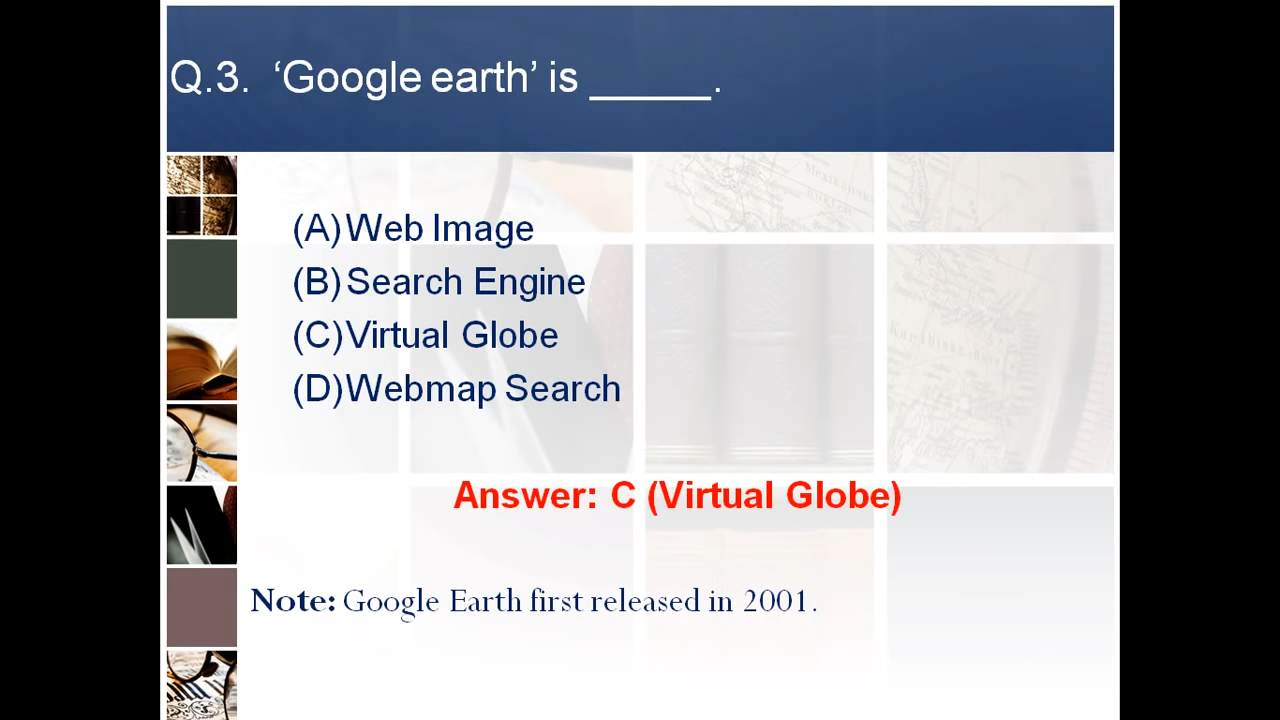 Q.3. ‘Google earth’ is _____.
(A) Web Image
(B) Search Engine
(C) Virtual Globe
(D) Webmap Search
Answer: C (Virtual Globe)
Note: Google Earth first released in 2001.